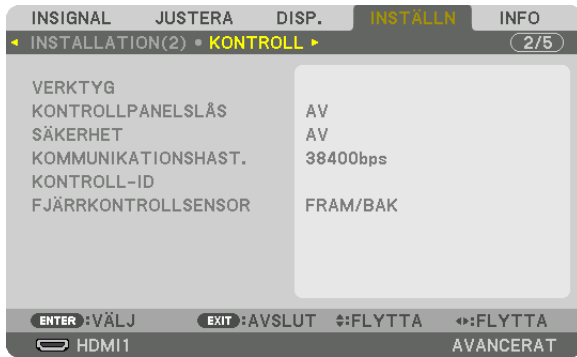 INSIGNAL JUSTERA DISP. INSTÄLLN INFO
INSTALLATION(2) • KONTROLL 2/5
VERKTYG
KONTROLLPANELSLÅS AV
SÄKERHET AV
KOMMUNIKATIONSHAST. 38400bps
KONTROLL-ID
FJÄRRKONTROLLSENSOR FRAM/BAK
ENTER :VÄLJ EXIT :AVSLUT :FLYTTA :FLYTTA
HDMI1 AVANCERAT